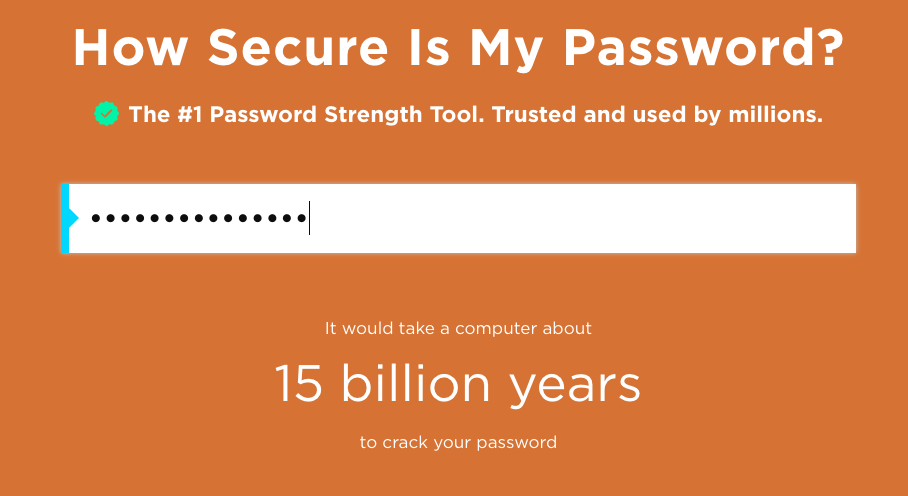 How Secure Is My Password?
The #1 Password Strength Tool. Trusted and used by millions.
•••••••••••••••
It would take a computer about
15 billion years
to crack your password